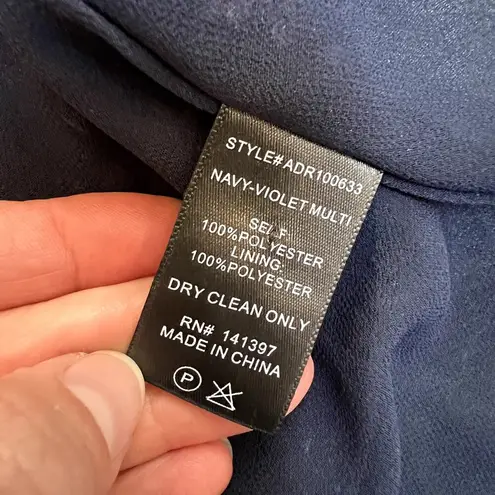 STYLE#ADR100633
NAVY-VIOLET MULTI
SELF
100%POLYESTER
LINING:
100%POLYESTER
DRY CLEAN ONLY
RN# 141397
MADE IN CHINA
P